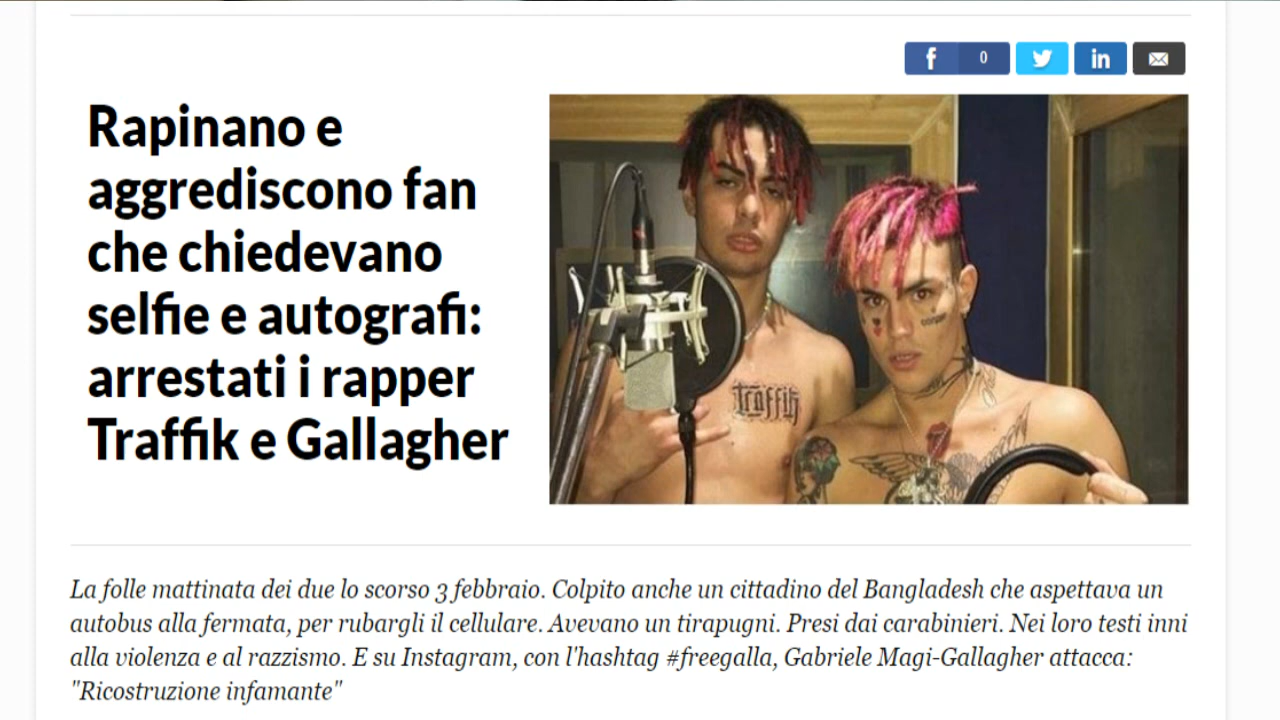 f 0 in
Rapinano e
aggrediscono fan
che chiedevano
selfie e autografi:
arrestati i rapper
Traffik e Gallagher
traffik
La folle mattinata dei due lo scorso 3 febbraio. Colpito anche un cittadino del Bangladesh che aspettava un
autobus alla fermata, per rubargli il cellulare. Avevano un tirapugni. Presi dai carabinieri. Nei loro testi inni
alla violenza e al razzismo. E su Instagram, con l'hashtag #freegalla, Gabriele Magi-Gallagher attacca:
"Ricostruzione infamante"